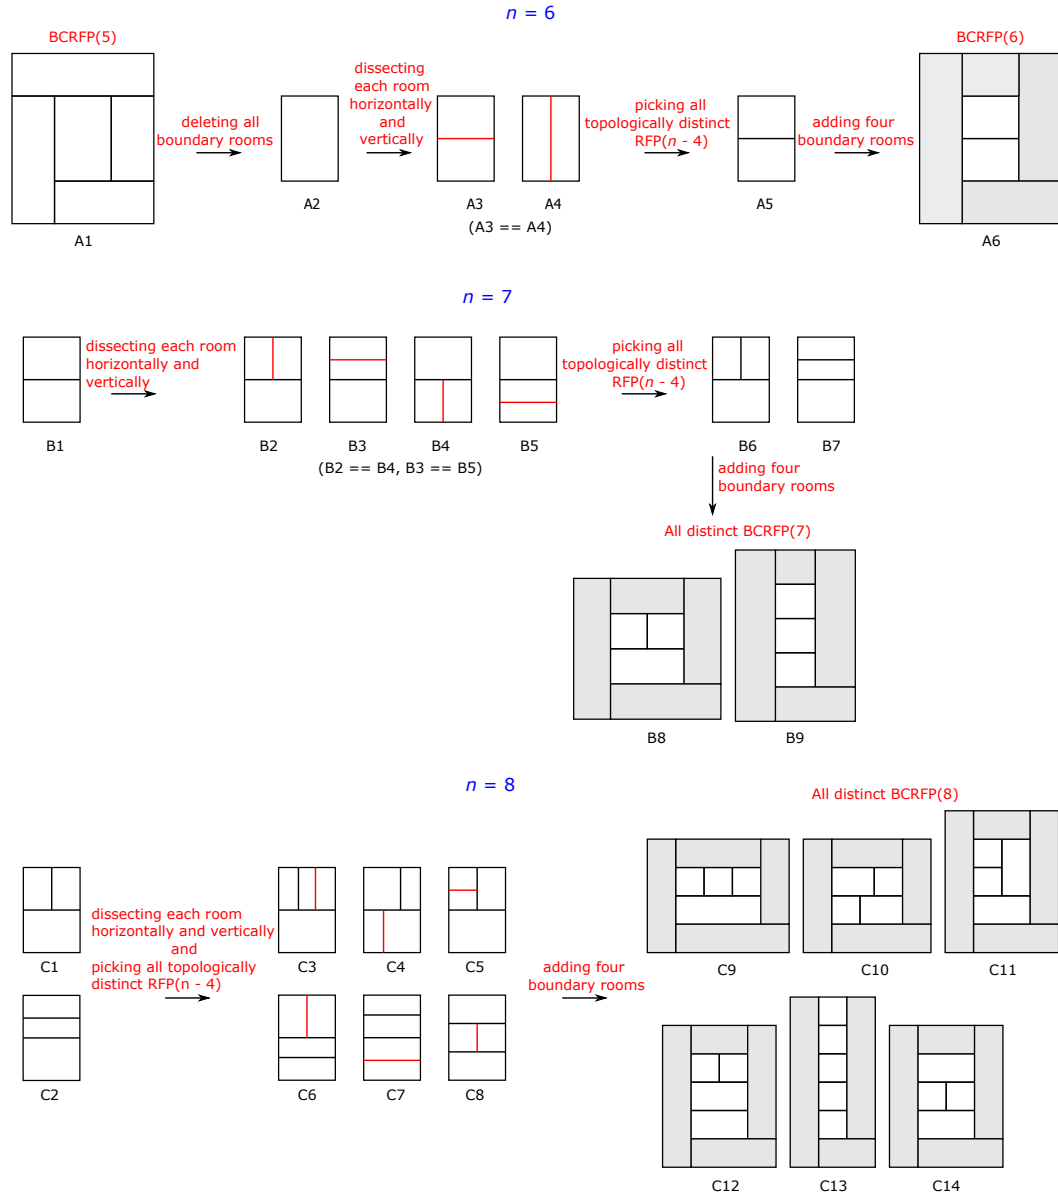 n = 6
BCRFP(5)
deleting all
boundary rooms
dissecting
each room
horizontally
and
vertically
picking all
topologically distinct
RFP(n - 4)
adding four
boundary rooms
BCRFP(6)
A1
A2
A3
A4
(A3 == A4)
A5
A6
n = 7
dissecting each room
horizontally and
vertically
picking all
topologically distinct
RFP(n - 4)
B1
B2
B3
B4
B5
(B2 == B4, B3 == B5)
B6
B7
adding four
boundary rooms
All distinct BCRFP(7)
B8
B9
n = 8
All distinct BCRFP(8)
dissecting each room
horizontally and vertically
and
picking all topologically
distinct RFP(n - 4)
C1
C3
C4
C5
adding four
boundary rooms
C9
C10
C11
C2
C6
C7
C8
C12
C13
C14